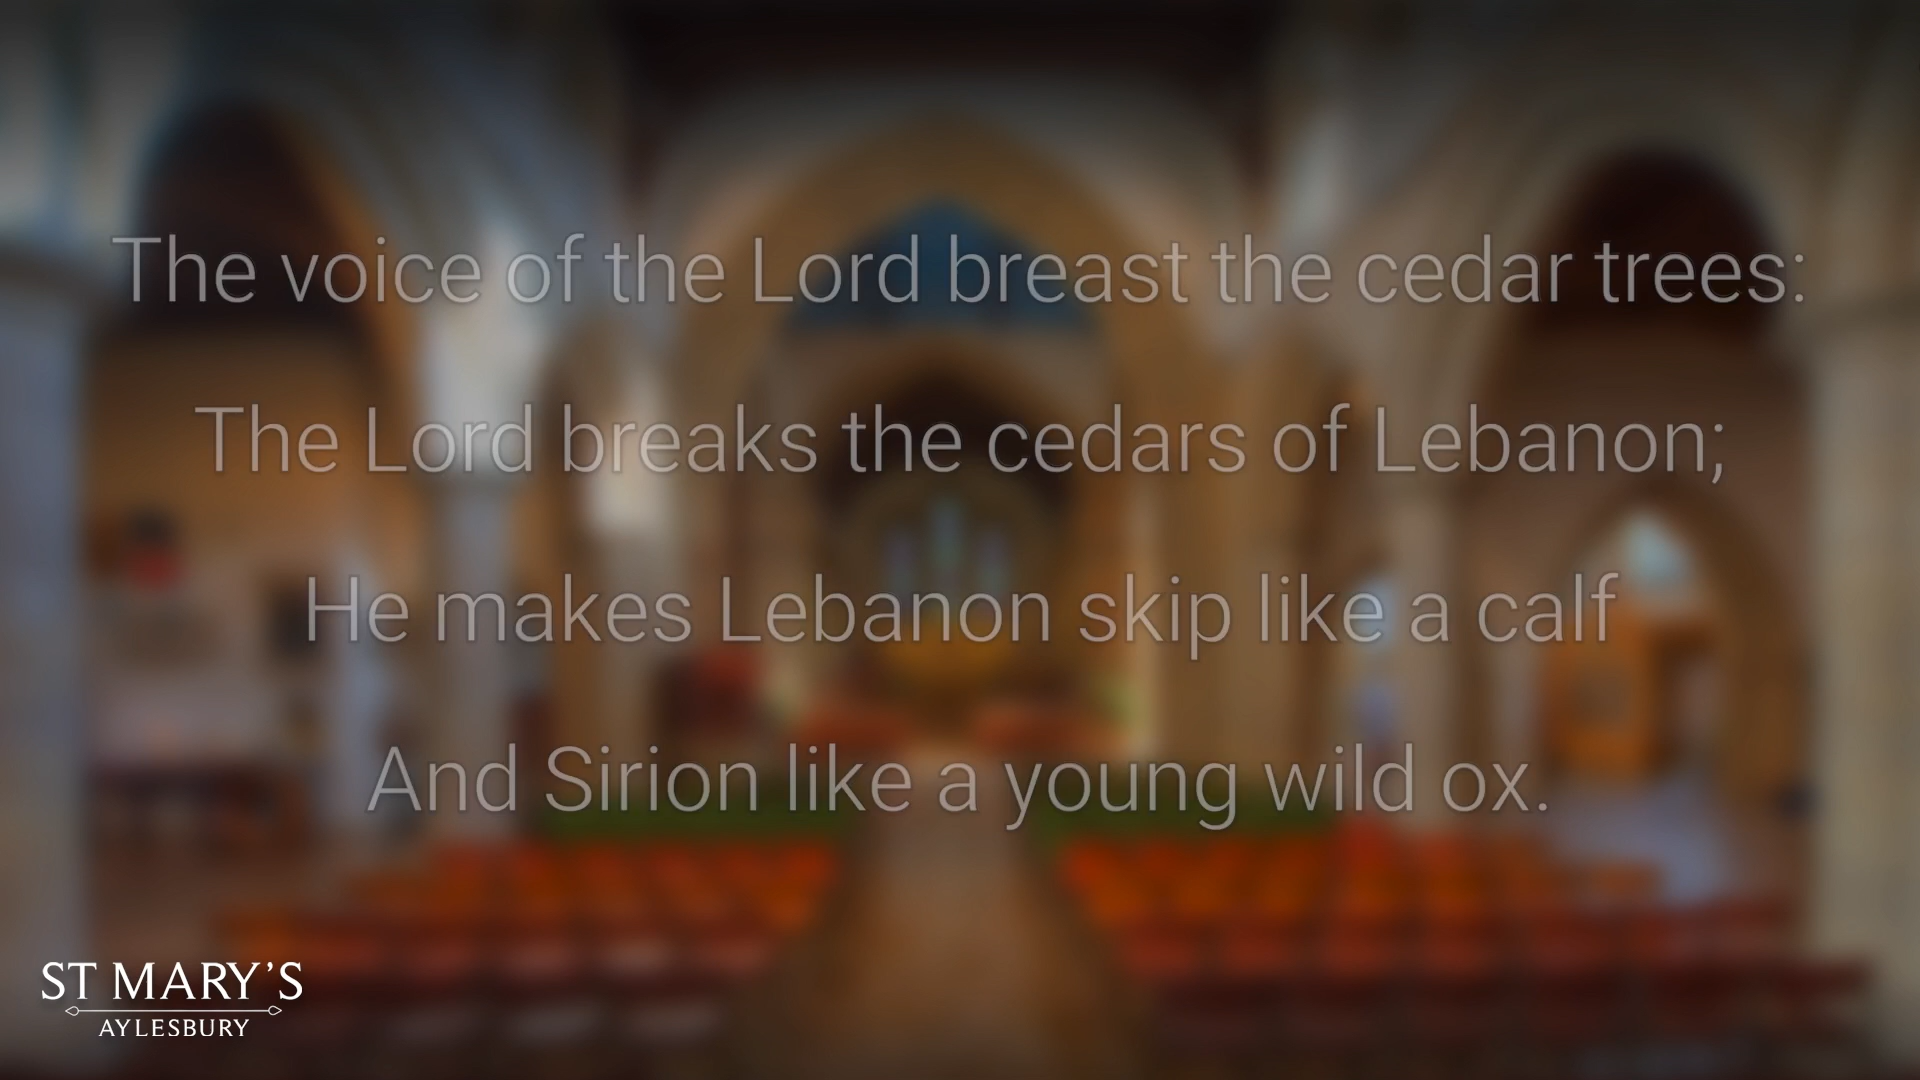 The voice of the Lord breast the cedar trees:
The Lord breaks the cedars of Lebanon;
He makes Lebanon skip like a calf
And Sirion like a young wild ox.
ST MARY'S
AYLESBURY